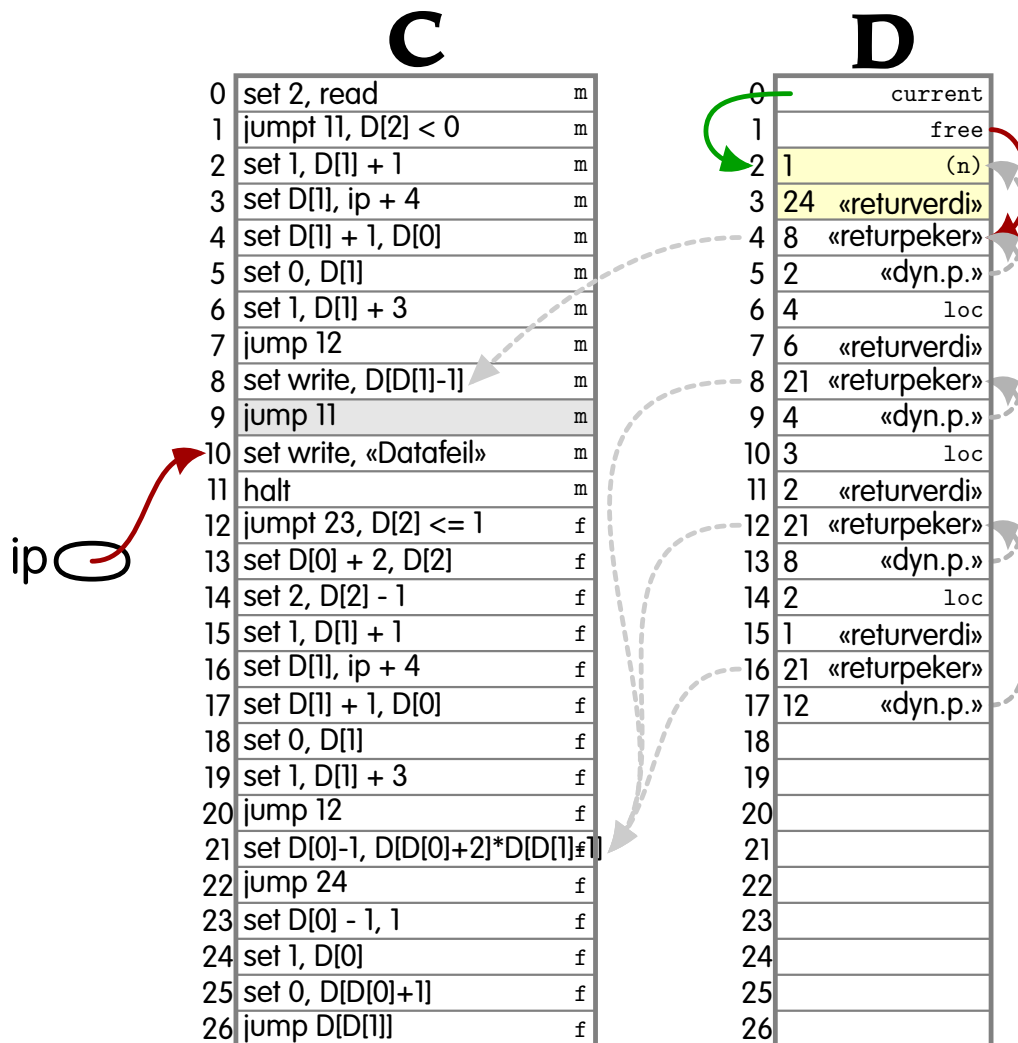 C D
0 set 2, read m 0 current
1 jumpt 11, D[2] < 0 m 1 free
2 set 1, D[1] + 1 m 2 1 (n)
3 set D[1], ip + 4 m 3 24 «returverdi»
4 set D[1] + 1, D[0] m 4 8 «returpeker»
5 set 0, D[1] m 5 2 «dyn.p.»
6 set 1, D[1] + 3 m 6 4 loc
7 jump 12 m 7 6 «returverdi»
8 set write, D[D[1]-1] m 8 21 «returpeker»
9 jump 11 m 9 4 «dyn.p.»
10 set write, «Datafeil» m 10 3 loc
11 halt m 11 2 «returverdi»
12 jumpt 23, D[2] <= 1 f 12 21 «returpeker»
ip 13 set D[0] + 2, D[2] f 13 8 «dyn.p.»
14 set 2, D[2] - 1 f 14 2 loc
15 set 1, D[1] + 1 f 15 1 «returverdi»
16 set D[1], ip + 4 f 16 21 «returpeker»
17 set D[1] + 1, D[0] f 17 12 «dyn.p.»
18 set 0, D[1] f 18
19 set 1, D[1] + 3 f 19
20 jump 12 f 20
21 set D[0]-1, D[D[0]+2]*D[D[1]+1] f 21
22 jump 24 f 22
23 set D[0] - 1, 1 f 23
24 set 1, D[0] f 24
25 set 0, D[D[0]+1] f 25
26 jump D[D[1]] f 26